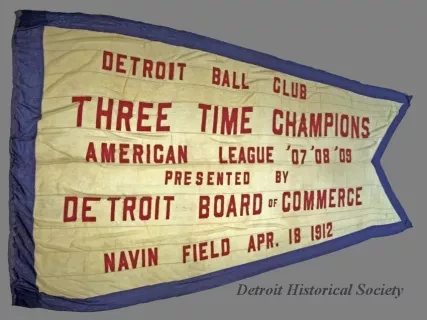 DETROIT BALL CLUB
THREE TIME CHAMPIONS
AMERICAN LEAGUE '07 '08 '09
PRESENTED BY
DETROIT BOARD OF COMMERCE
NAVIN FIELD APR. 18 1912
Detroit Historical Society